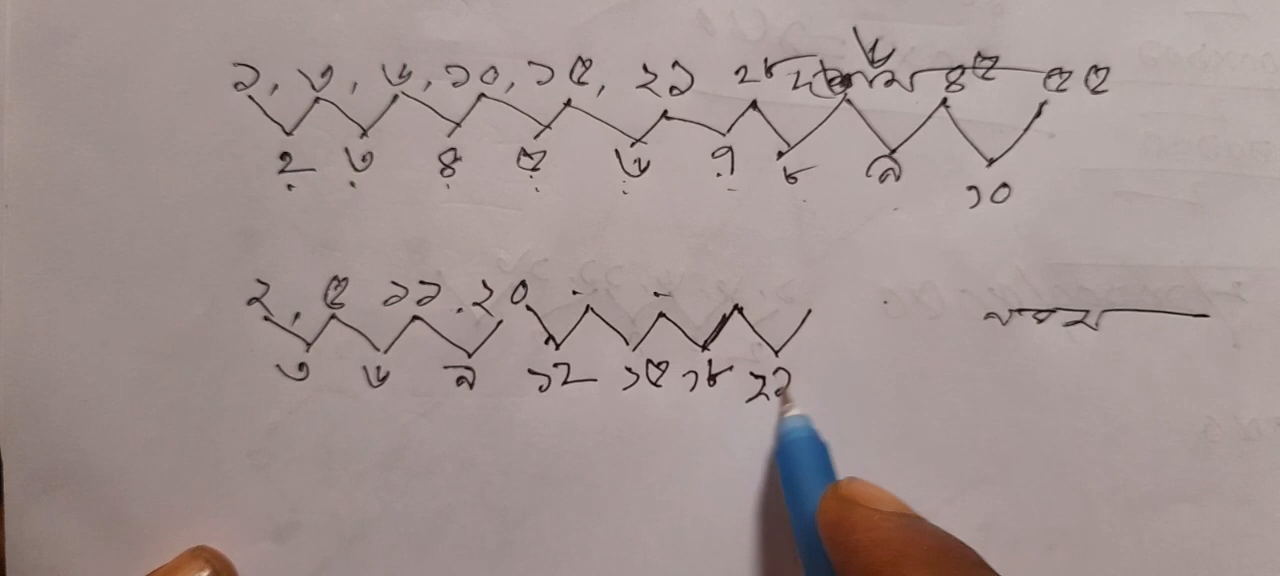 ১, ৩, ৬, ১০, ১৫, ২১ ২৮ ৪৫ ৫৫
২ ৩ ৪ ৫ ৬ ৭ ৮ ৯ ১০
২, ৫ ১১ .২০
৩ ৬ ৯ ১২ ১৫ ১৮ ২১